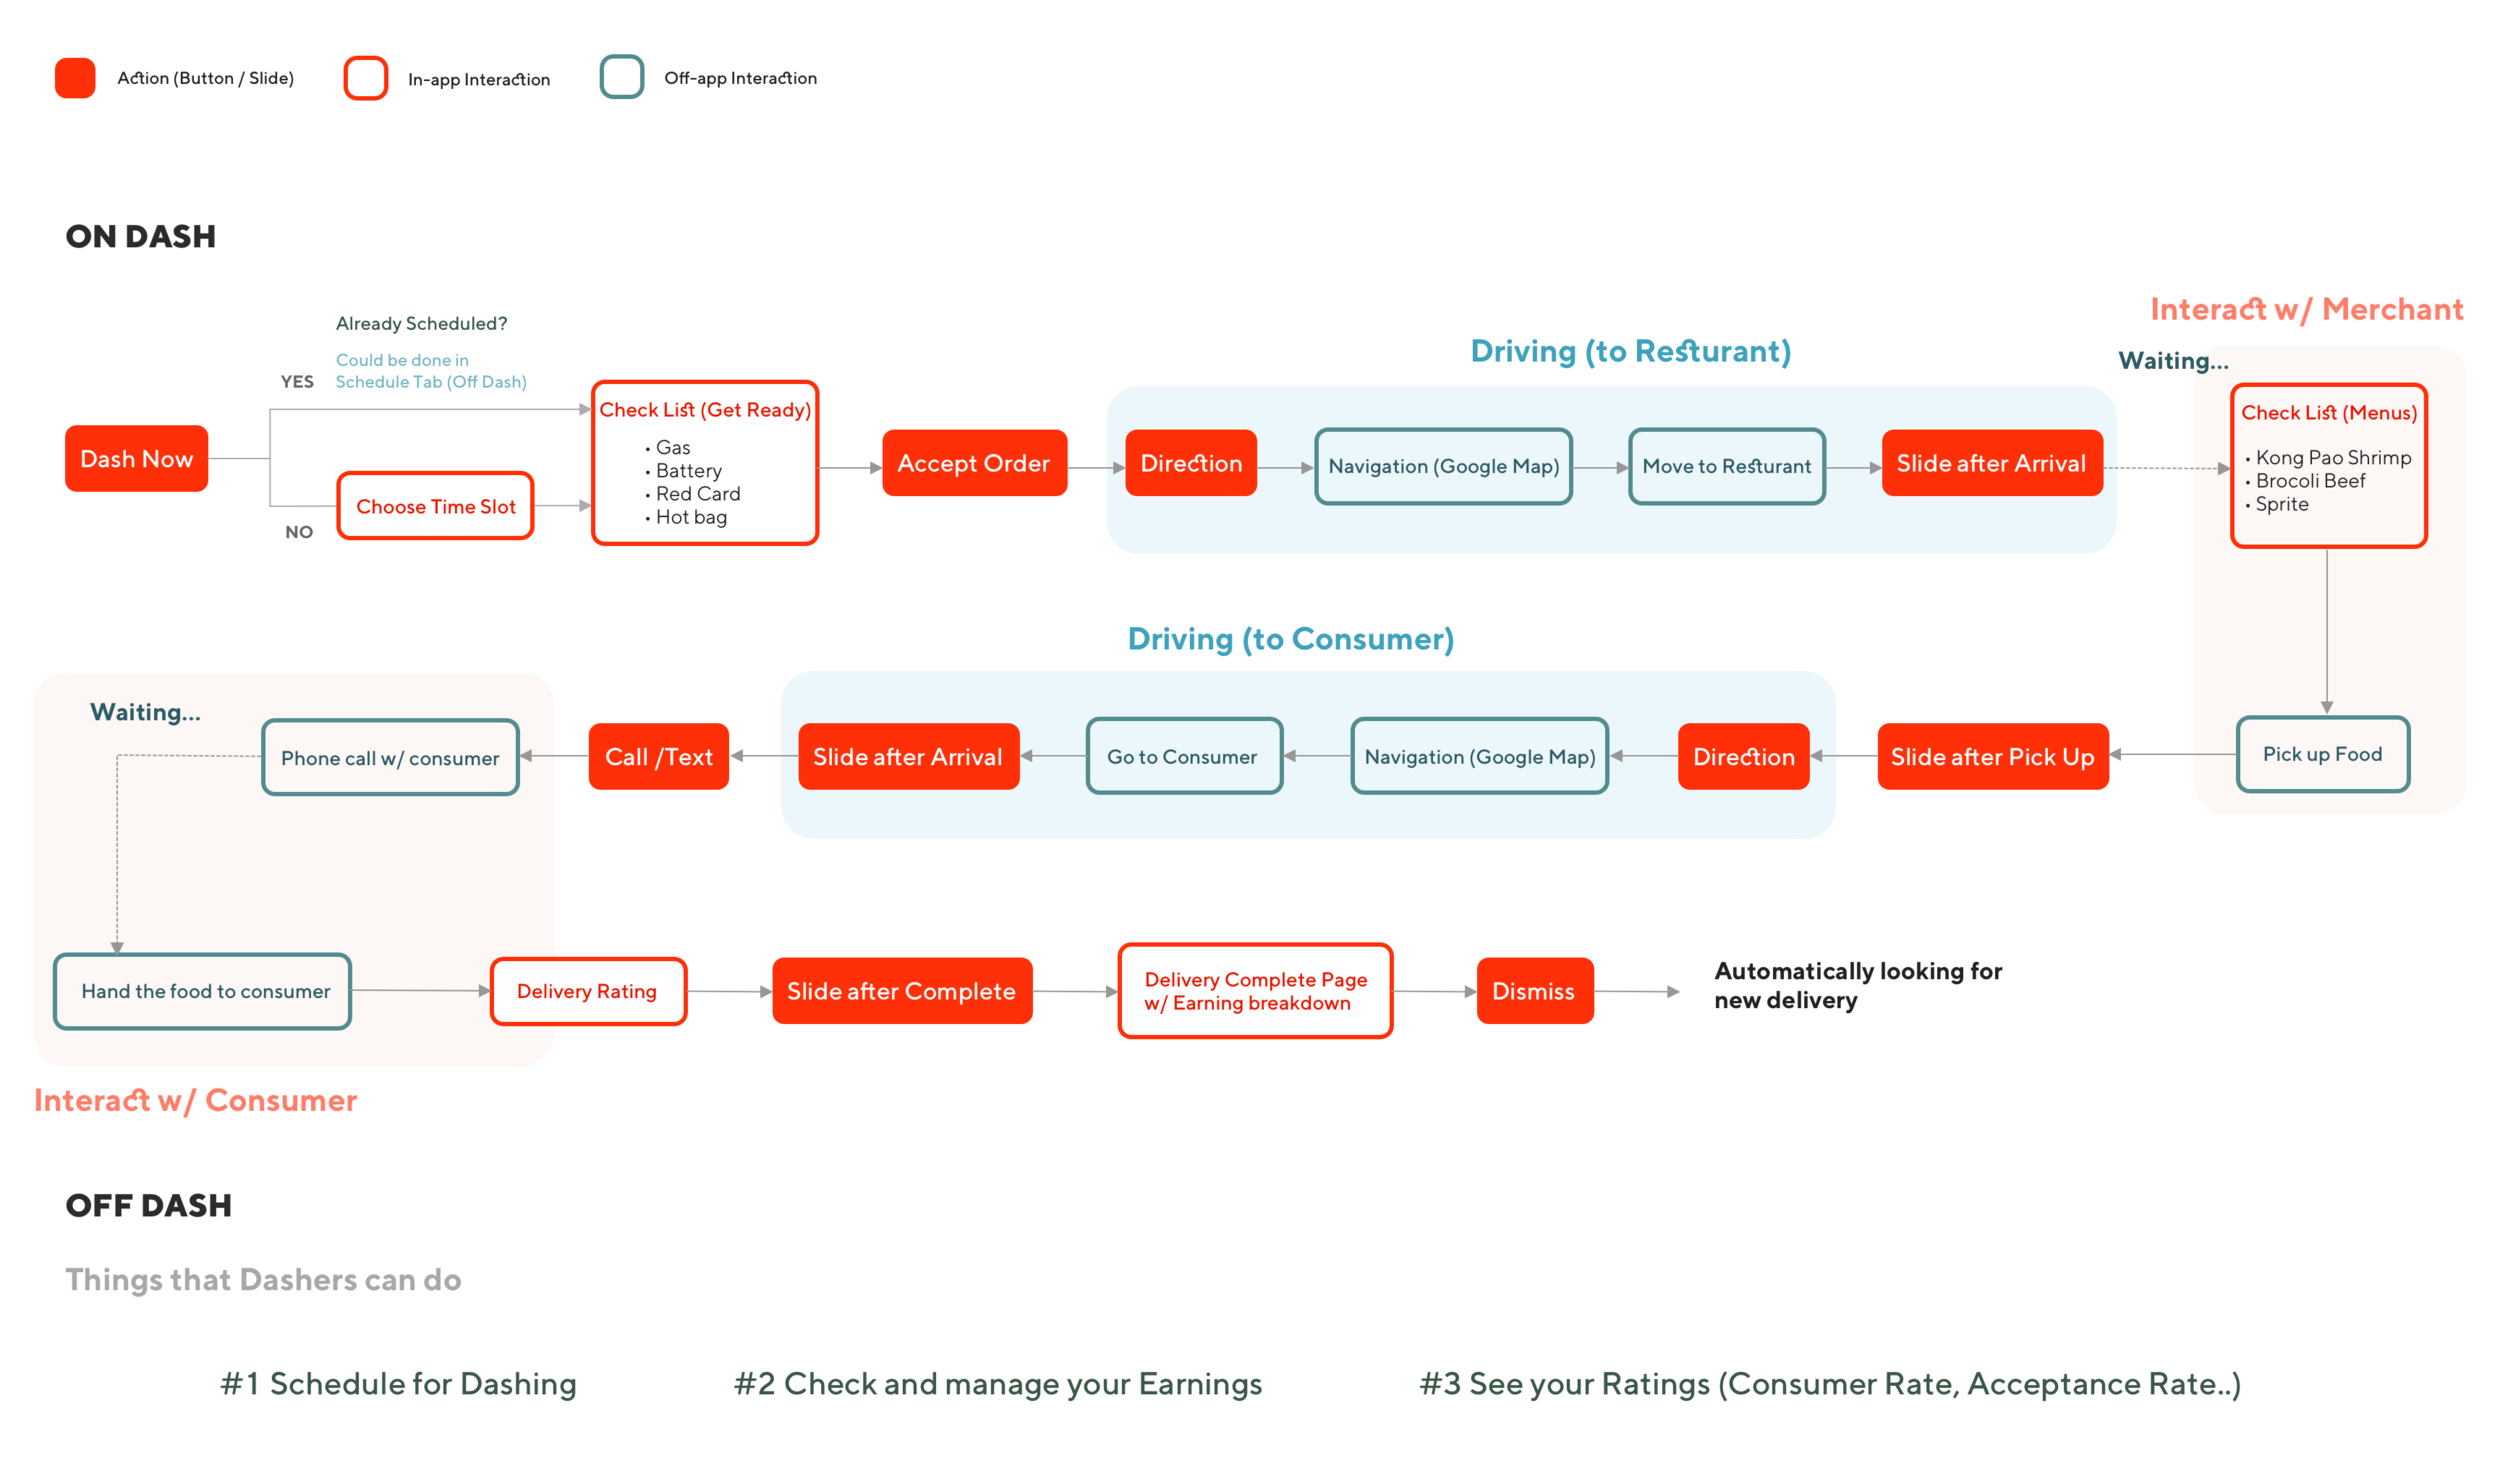 Action (Button / Slide)
In-app Interaction
Off-app Interaction
ON DASH
Already Scheduled?
Could be done in
Schedule Tab (Off Dash)
YES
NO
Dash Now
Choose Time Slot
Check List (Get Ready)
• Gas
• Battery
• Red Card
• Hot bag
Accept Order
Driving (to Resturant)
Direction
Navigation (Google Map)
Move to Resturant
Slide after Arrival
Interact w/ Merchant
Waiting...
Check List (Menus)
• Kong Pao Shrimp
• Brocoli Beef
• Sprite
Pick up Food
Slide after Pick Up
Driving (to Consumer)
Direction
Navigation (Google Map)
Go to Consumer
Slide after Arrival
Call /Text
Phone call w/ consumer
Waiting...
Hand the food to consumer
Interact w/ Consumer
Delivery Rating
Slide after Complete
Delivery Complete Page
w/ Earning breakdown
Dismiss
Automatically looking for
new delivery
OFF DASH
Things that Dashers can do
#1 Schedule for Dashing
#2 Check and manage your Earnings
#3 See your Ratings (Consumer Rate, Acceptance Rate..)